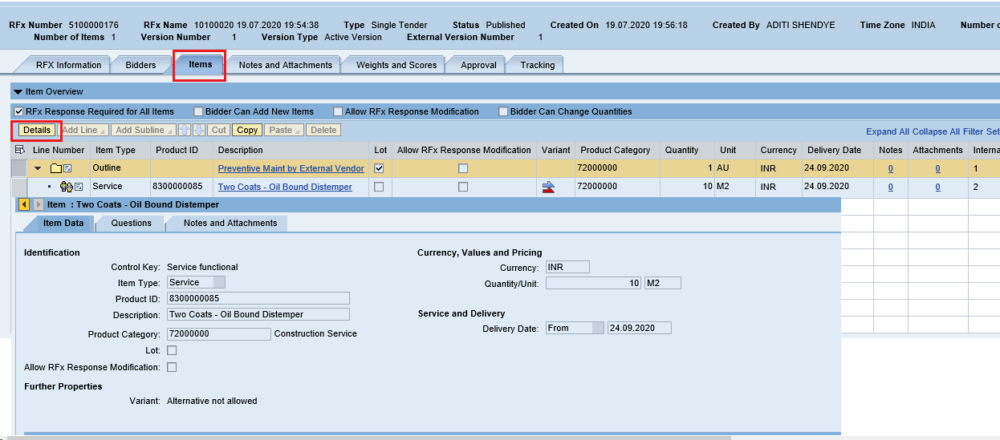 RFx Number 5100000176 RFx Name 10100020 19.07.2020 19:54:38 Type Single Tender Status Published Created On 19.07.2020 19:56:18 Created By ADITI SHENDYE Time Zone INDIA Number o
Number of Items 1 Version Number 1 Version Type Active Version External Version Number 1
RFX Information Bidders Items Notes and Attachments Weights and Scores Approval Tracking
Item Overview
RFx Response Required for All Items Bidder Can Add New Items Allow RFx Response Modification Bidder Can Change Quantities
Details Add Line Add Subline Cut Copy Paste Delete Expand All Collapse All Filter Set
Line Number Item Type Product ID Description Lot Allow RFx Response Modification Variant Product Category Quantity Unit Currency Delivery Date Notes Attachments Interna
Outline Preventive Maint by External Vendor 72000000 1 AU INR 24.09.2020 0 0 1
Service 8300000085 Two Coats - Oil Bound Distemper 72000000 10 M2 INR 24.09.2020 0 0 2
Item : Two Coats - Oil Bound Distemper
Item Data Questions Notes and Attachments
Identification Currency, Values and Pricing
Control Key: Service functional Currency: INR
Item Type: Service Quantity/Unit: 10 M2
Product ID: 8300000085
Description: Two Coats - Oil Bound Distemper Service and Delivery
Product Category: 72000000 Construction Service Delivery Date: From 24.09.2020
Lot:
Allow RFx Response Modification:
Further Properties
Variant: Alternative not allowed